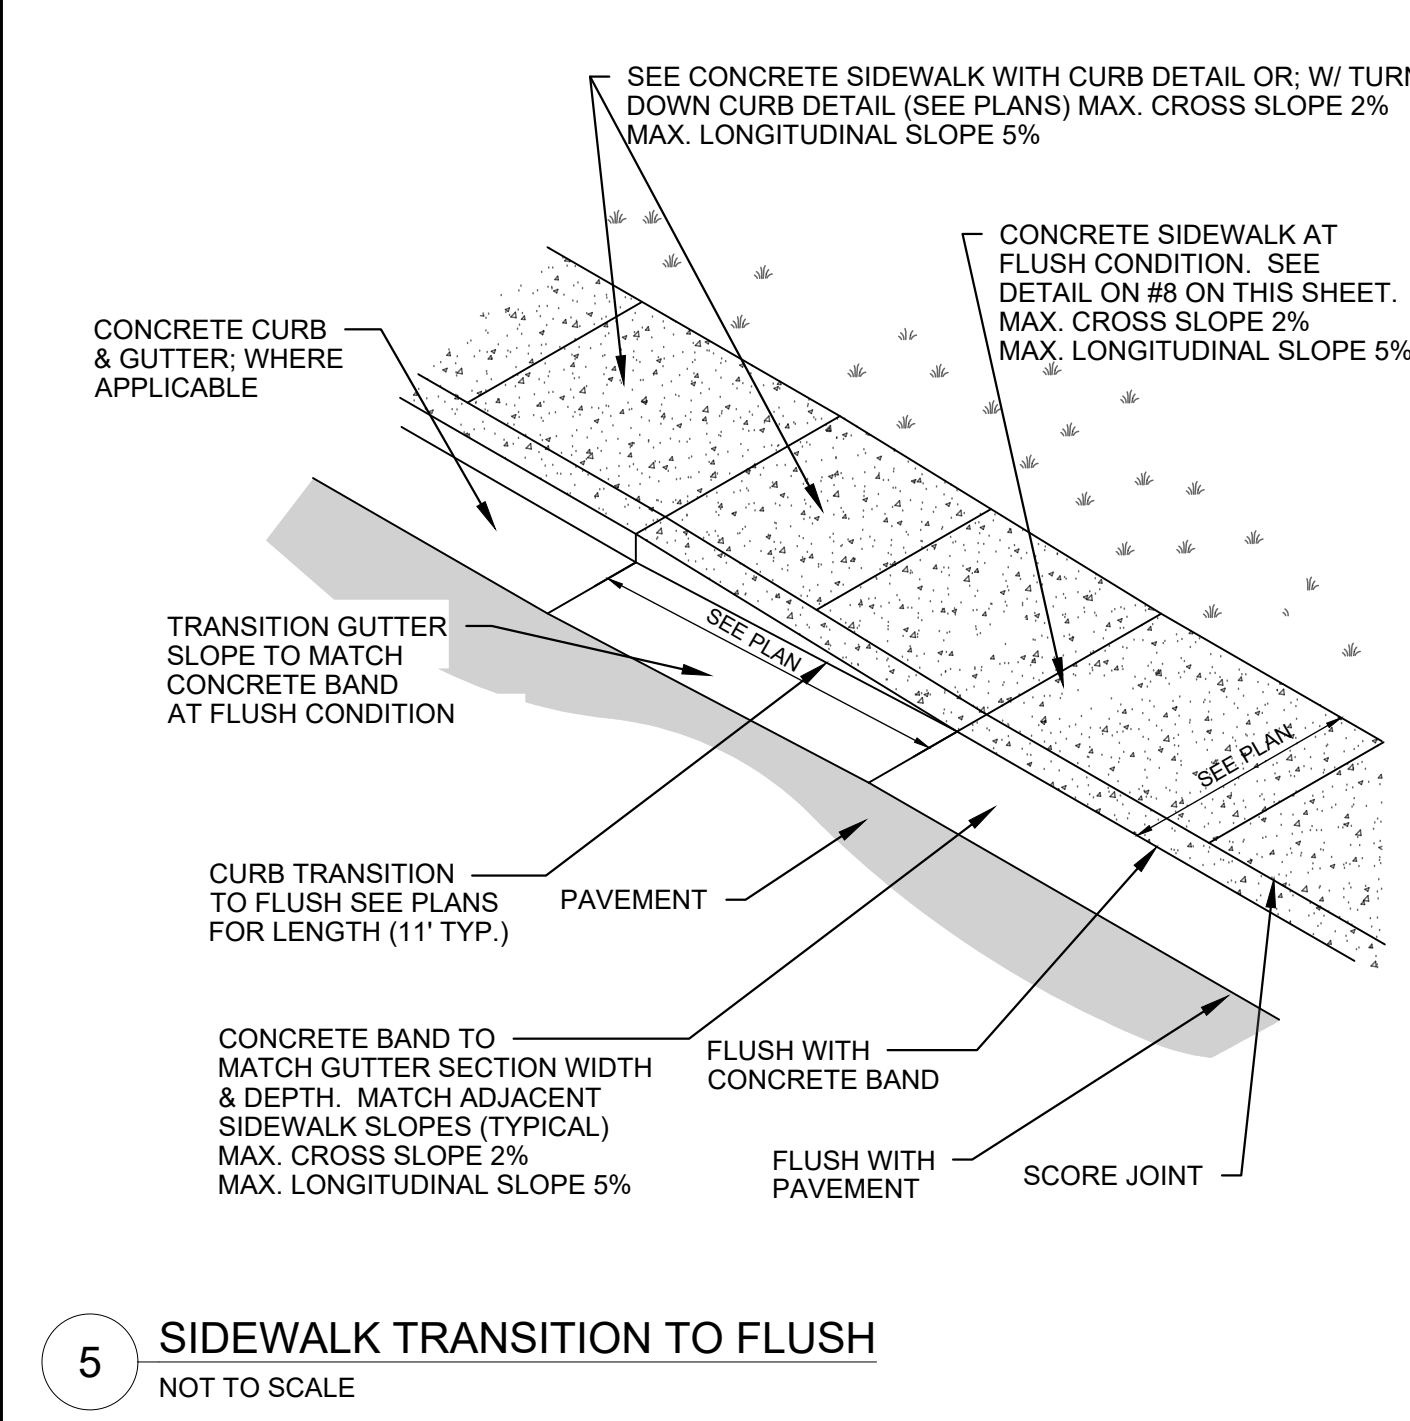 SEE CONCRETE SIDEWALK WITH CURB DETAIL OR; W/ TURN
DOWN CURB DETAIL (SEE PLANS) MAX. CROSS SLOPE 2%
MAX. LONGITUDINAL SLOPE 5%
CONCRETE SIDEWALK AT
FLUSH CONDITION. SEE
DETAIL ON #8 ON THIS SHEET.
MAX. CROSS SLOPE 2%
MAX. LONGITUDINAL SLOPE 5%
CONCRETE CURB
& GUTTER; WHERE
APPLICABLE
TRANSITION GUTTER
SLOPE TO MATCH
CONCRETE BAND
AT FLUSH CONDITION
SEE PLAN
SEE PLAN
CURB TRANSITION
TO FLUSH SEE PLANS
FOR LENGTH (11' TYP.)
PAVEMENT
CONCRETE BAND TO
MATCH GUTTER SECTION WIDTH
& DEPTH. MATCH ADJACENT
SIDEWALK SLOPES (TYPICAL)
MAX. CROSS SLOPE 2%
MAX. LONGITUDINAL SLOPE 5%
FLUSH WITH
CONCRETE BAND
FLUSH WITH
PAVEMENT
SCORE JOINT
5
SIDEWALK TRANSITION TO FLUSH
NOT TO SCALE